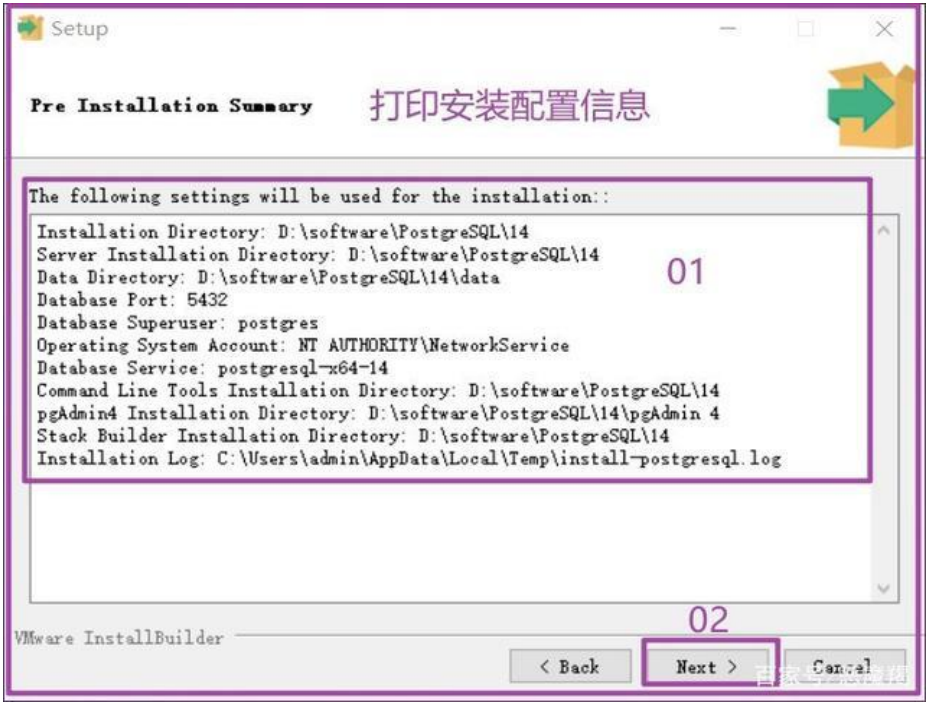 Setup
Pre Installation Summary
打印安装配置信息
The following settings will be used for the installation::
Installation Directory: D:\software\PostgreSQL\14
Server Installation Directory: D:\software\PostgreSQL\14
Data Directory: D:\software\PostgreSQL\14\data
01
Database Port: 5432
Database Superuser: postgres
Operating System Account: NT AUTHORITY\NetworkService
Database Service: postgresql-x64-14
Command Line Tools Installation Directory: D:\software\PostgreSQL\14
pgAdmin4 Installation Directory: D:\software\PostgreSQL\14\pgAdmin 4
Stack Builder Installation Directory: D:\software\PostgreSQL\14
Installation Log: C:\Users\admin\AppData\Local\Temp\install-postgresql.log
02
VMware InstallBuilder
< Back
Next >
Cancel
百家号